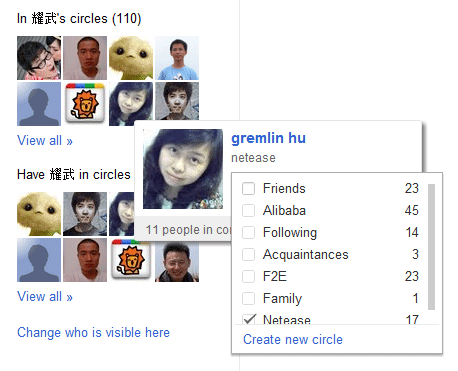 In 耀武's circles (110)
View all »
gremlin hu
netease
Have 耀武 in circles
11 people in com
Friends 23
Alibaba 45
Following 14
Acquaintances 3
F2E 23
Family 1
Netease 17
Create new circle
View all »
Change who is visible here